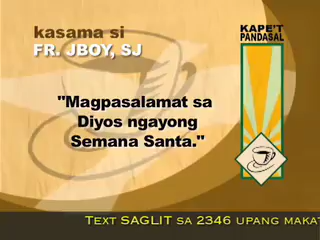 kasama si
FR. JBOY, SJ
KAPE'T
PANDASAL
"Magpasalamat sa
Diyos ngayong
Semana Santa."
TEXT SAGLIT SA 2346 UPANG MAKAT